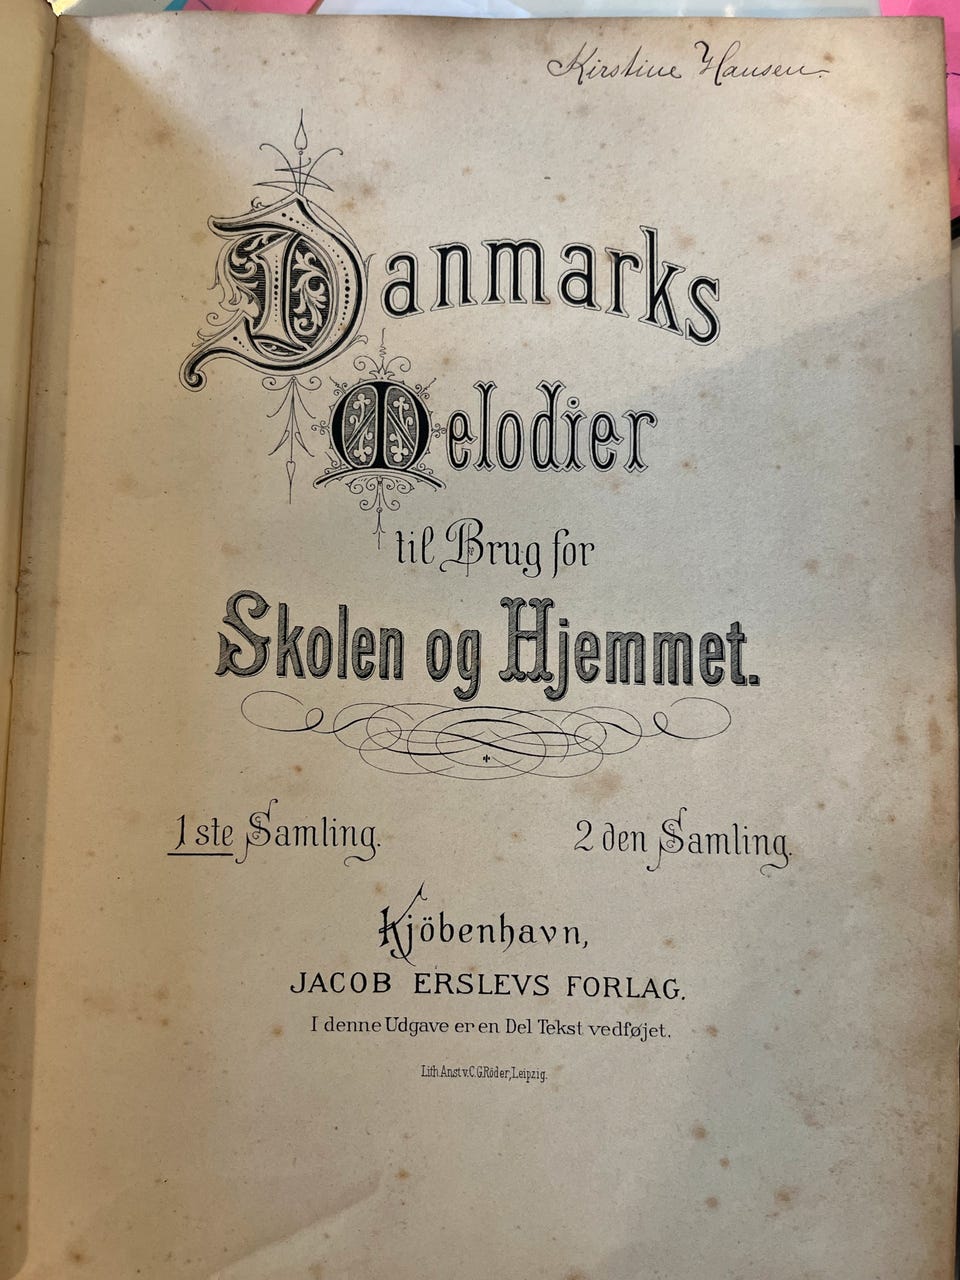 Kirstine Hansen
Danmarks
Melodier
til Brug for
Skolen og Hjemmet.
1ste Samling. 2den Samling.
Kjöbenhavn,
JACOB ERSLEVS FORLAG.
I denne Udgave er en Del Tekst vedføjet.
Lith.Anst.v.C.G.Röder,Leipzig.